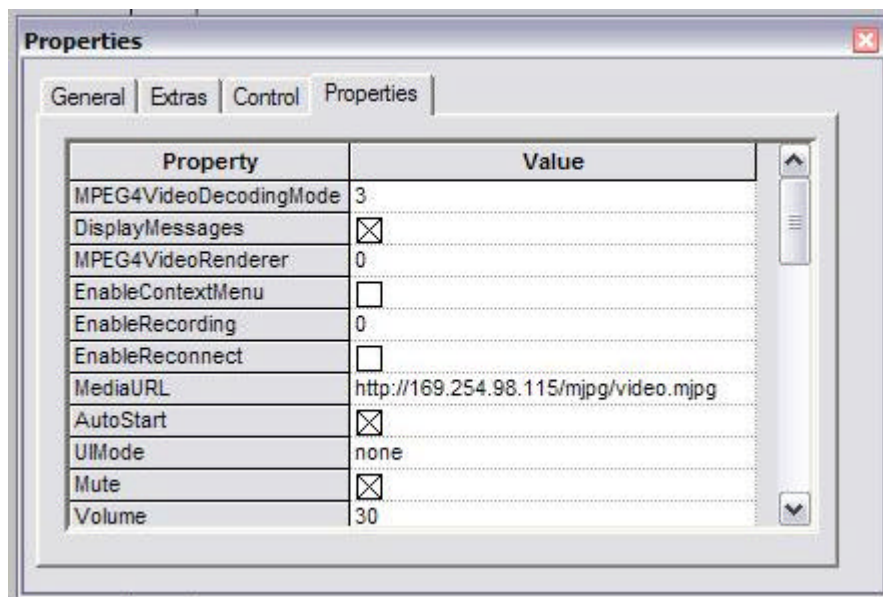 Properties
General Extras Control Properties
Property Value
MPEG4VideoDecodingMode 3
DisplayMessages
MPEG4VideoRenderer 0
EnableContextMenu
EnableRecording 0
EnableReconnect
MediaURL http://169.254.98.115/mjpg/video.mjpg
AutoStart
UIMode none
Mute
Volume 30